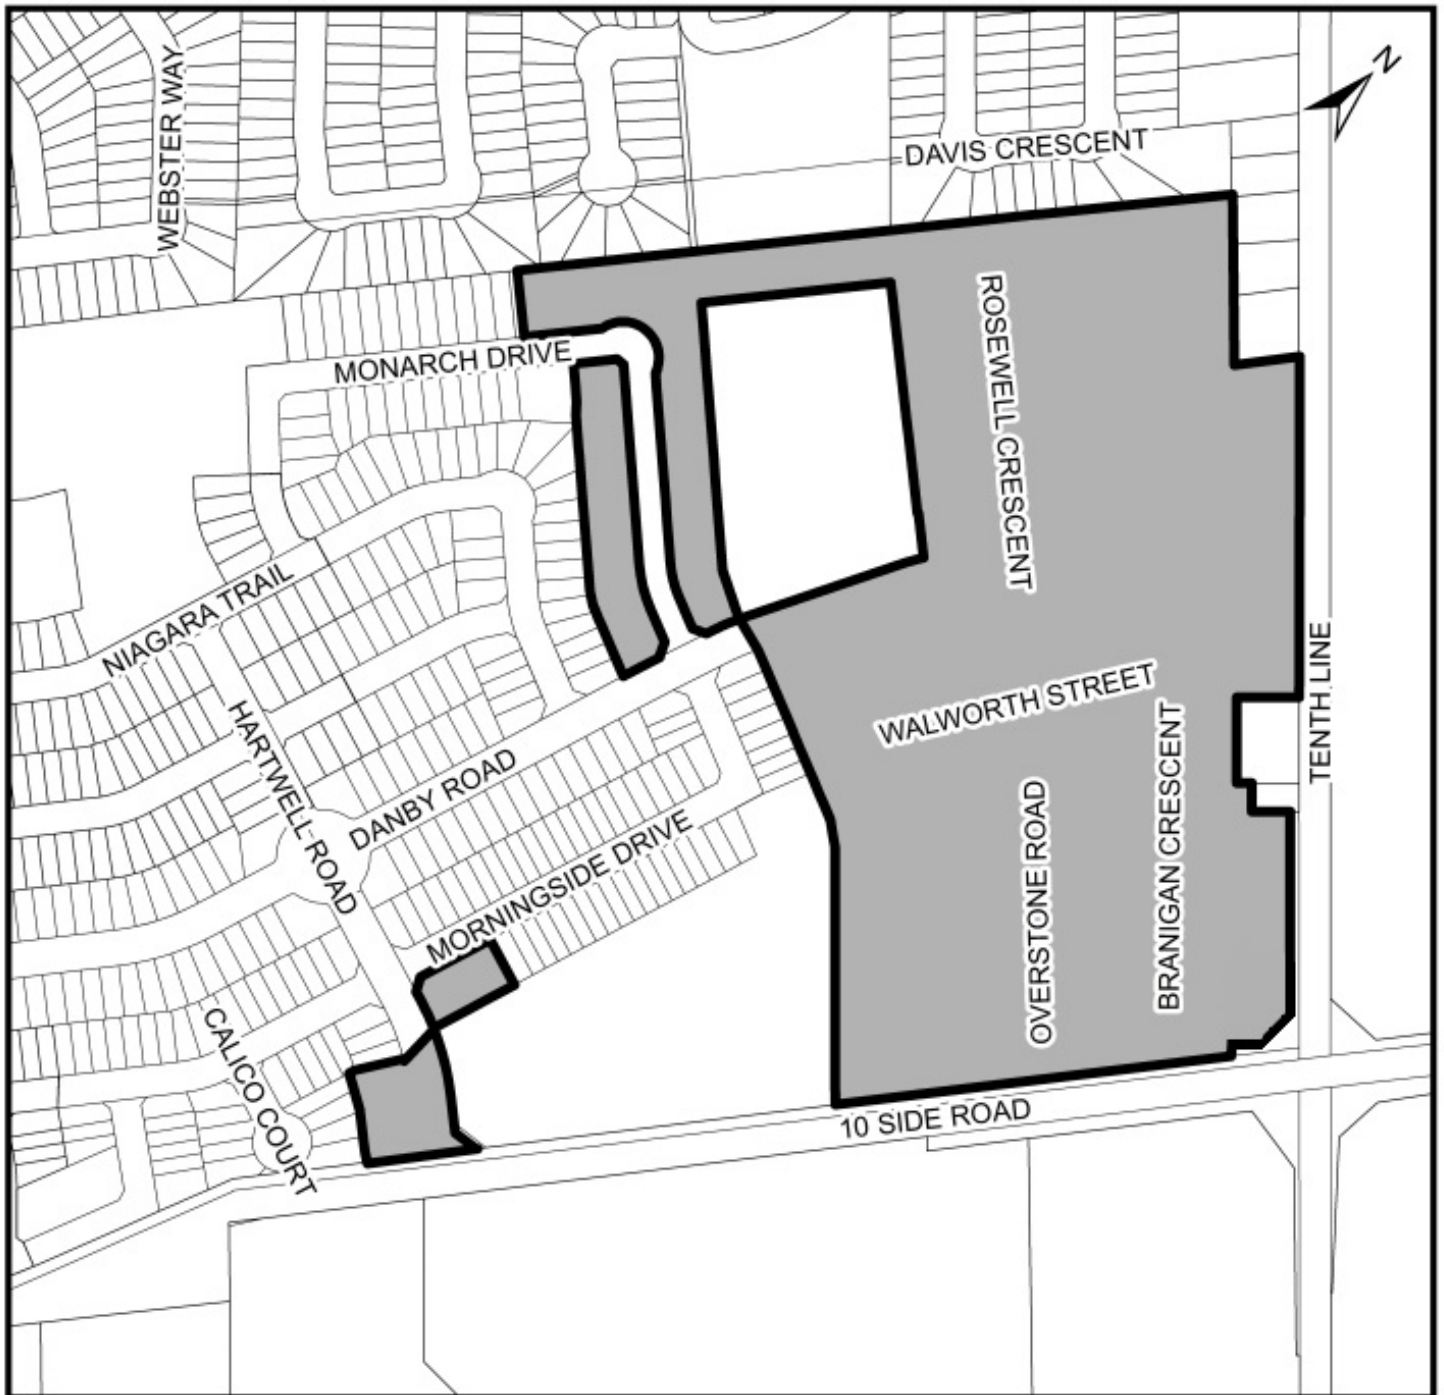 N
WEBSTER WAY
DAVIS CRESCENT
MONARCH DRIVE
ROSEWELL CRESCENT
NIAGARA TRAIL
HARTWELL ROAD
WALWORTH STREET
TENTH LINE
DANBY ROAD
MORNINGSIDE DRIVE
OVERSTONE ROAD
BRANIGAN CRESCENT
CALICO COURT
10 SIDE ROAD